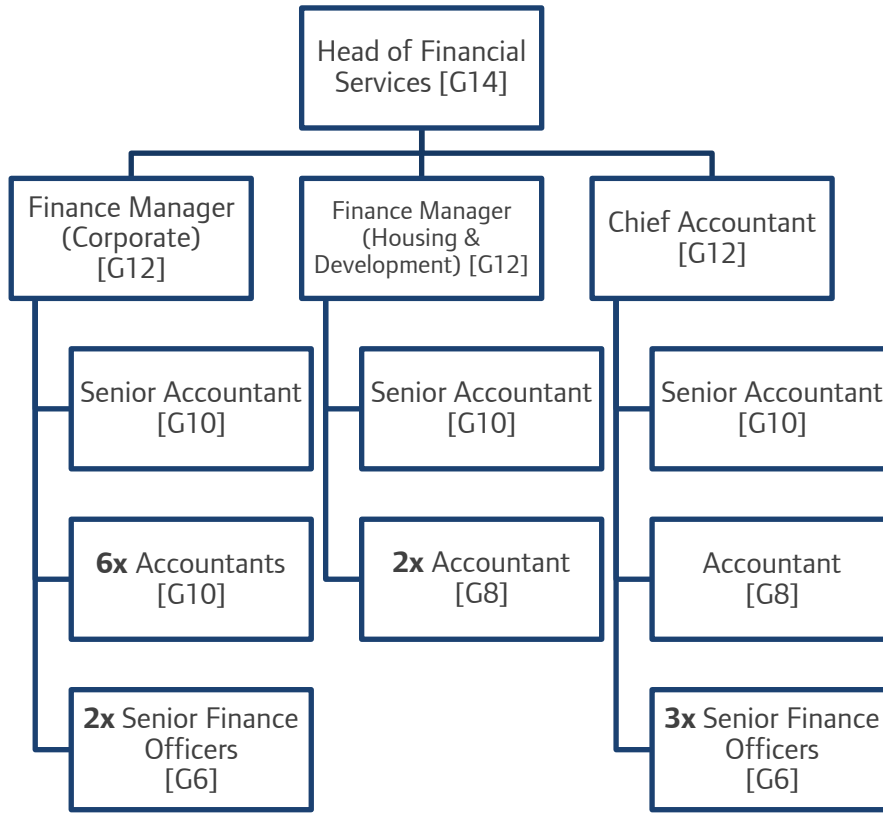 Head of Financial
Services [G14]
Finance Manager
(Corporate)
[G12]
Finance Manager
(Housing &
Development) [G12]
Chief Accountant
[G12]
Senior Accountant
[G10]
Senior Accountant
[G10]
Senior Accountant
[G10]
6x Accountants
[G10]
2x Accountant
[G8]
Accountant
[G8]
2x Senior Finance
Officers
[G6]
3x Senior Finance
Officers
[G6]